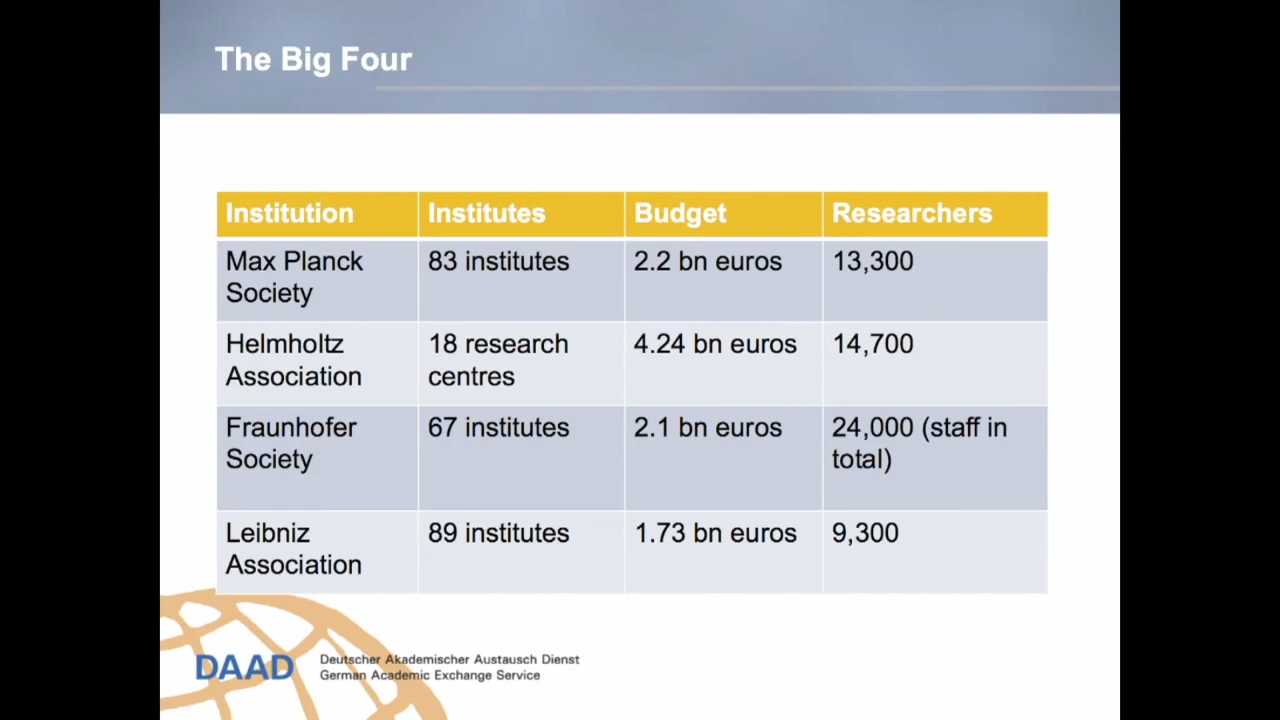 The Big Four
Institution Institutes Budget Researchers
Max Planck Society 83 institutes 2.2 bn euros 13,300
Helmholtz Association 18 research centres 4.24 bn euros 14,700
Fraunhofer Society 67 institutes 2.1 bn euros 24,000 (staff in total)
Leibniz Association 89 institutes 1.73 bn euros 9,300
DAAD
Deutscher Akademischer Austausch Dienst
German Academic Exchange Service